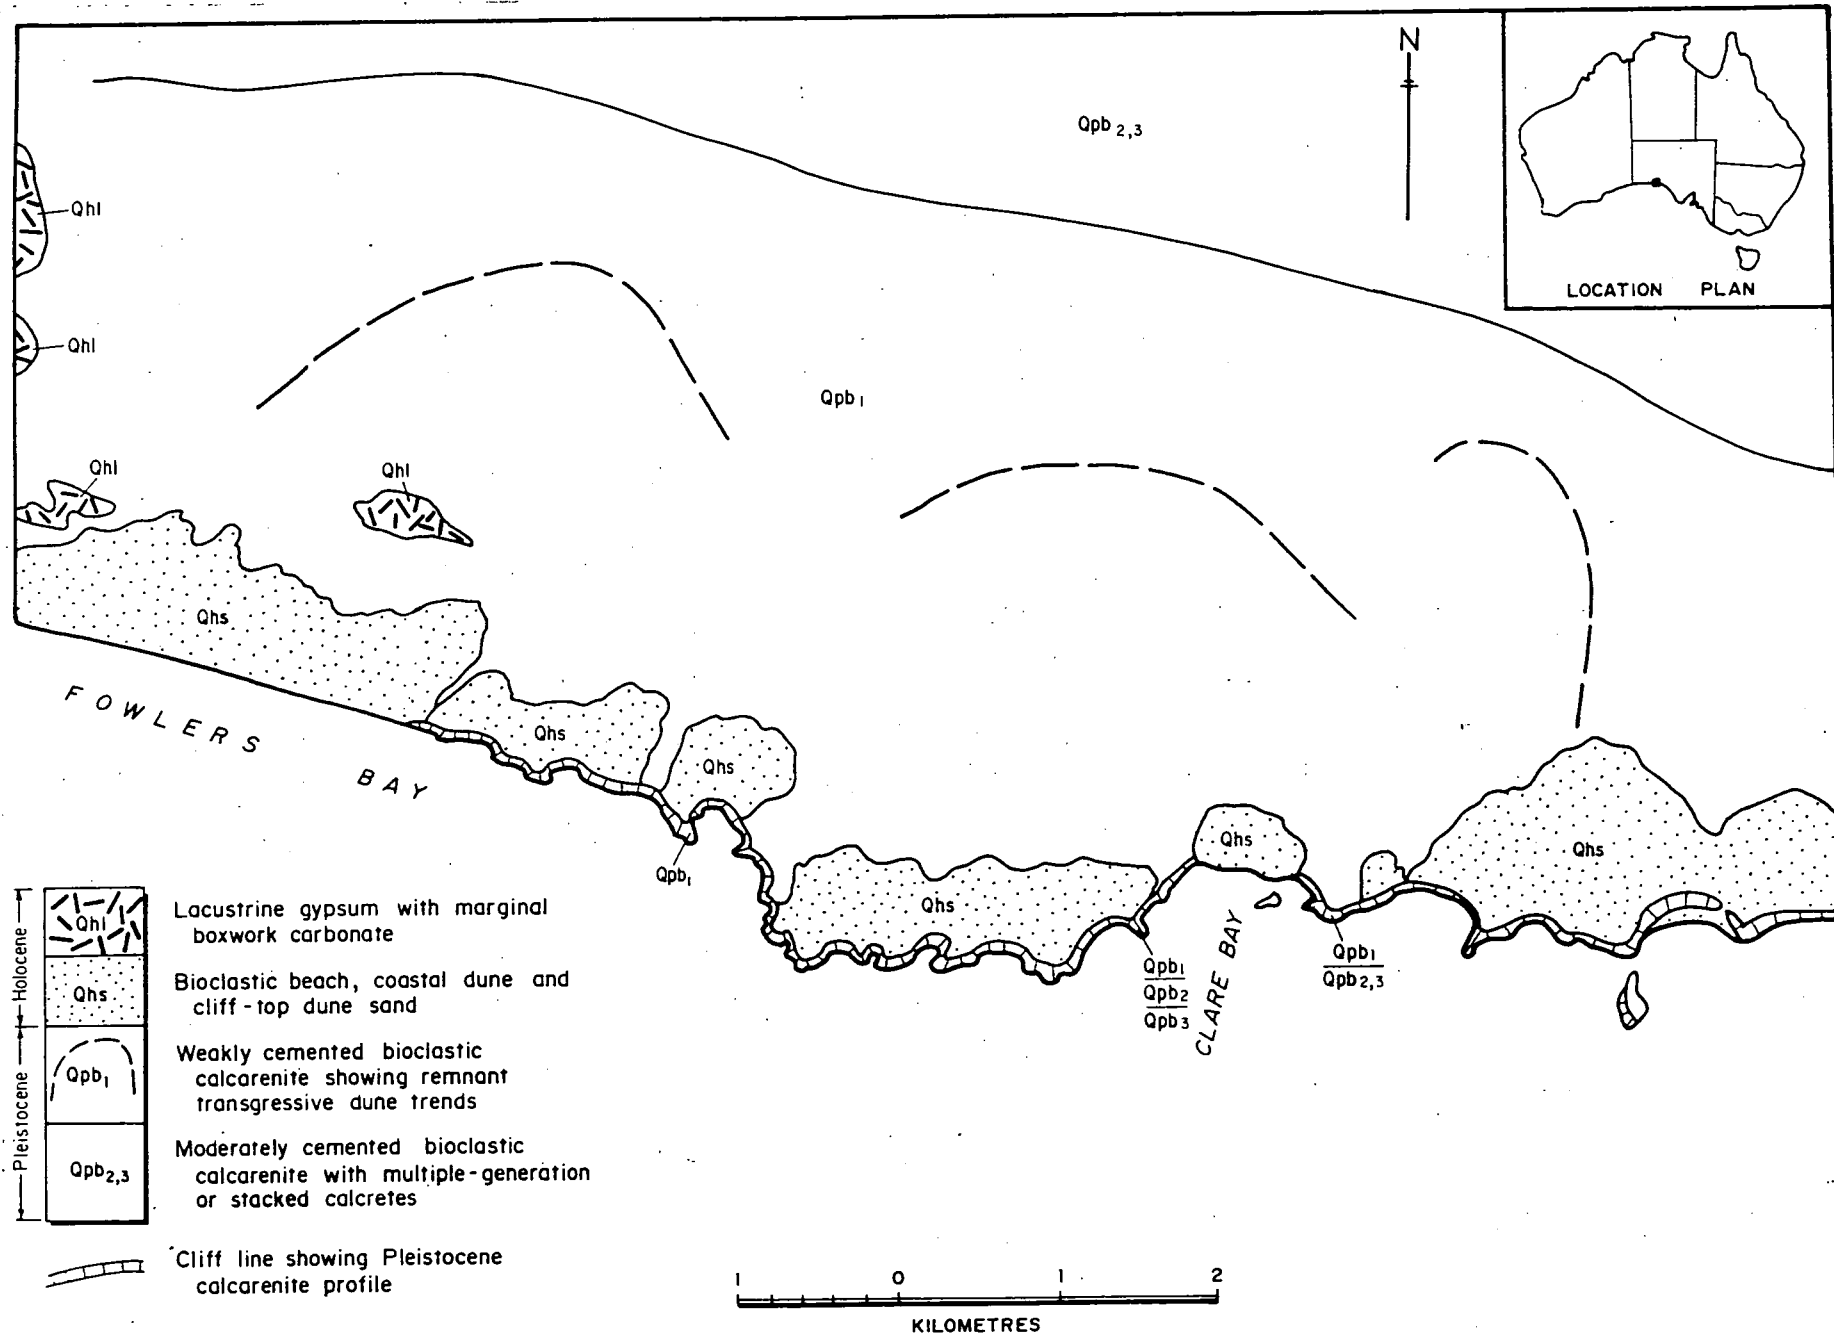 N
Qpb2,3
LOCATION PLAN
Qhl
Qhl
Qpb1
Qhl
Qhl
Qhs
FOWLERS BAY
Qhs
Qhs
Qpb1
Qhs
Qhs
Qhs
Qpb1
Qpb2
Qpb3
CLARE BAY
Qpb1
Qpb2,3
Holocene
Pleistocene
Qhl
Lacustrine gypsum with marginal
boxwork carbonate
Qhs
Bioclastic beach, coastal dune and
cliff-top dune sand
Qpb1
Weakly cemented bioclastic
calcarenite showing remnant
transgressive dune trends
Qpb2,3
Moderately cemented bioclastic
calcarenite with multiple-generation
or stacked calcretes
Cliff line showing Pleistocene
calcarenite profile
1 0 1 2
KILOMETRES